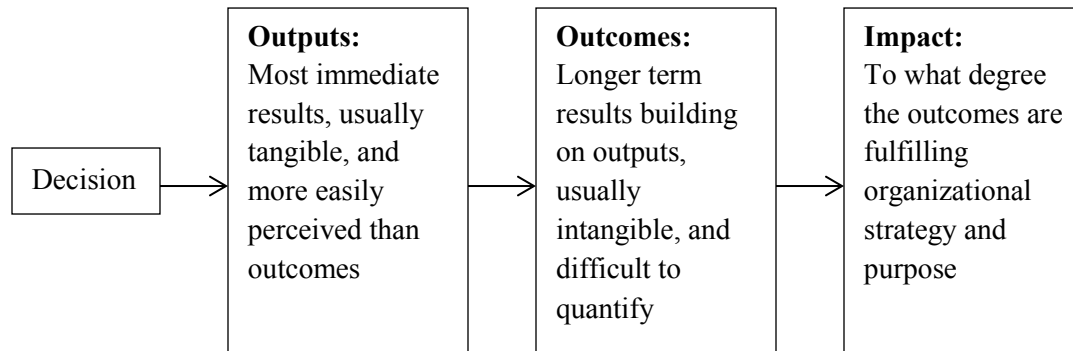 Decision
Outputs:
Most immediate
results, usually
tangible, and
more easily
perceived than
outcomes
Outcomes:
Longer term
results building
on outputs,
usually
intangible, and
difficult to
quantify
Impact:
To what degree
the outcomes are
fulfilling
organizational
strategy and
purpose